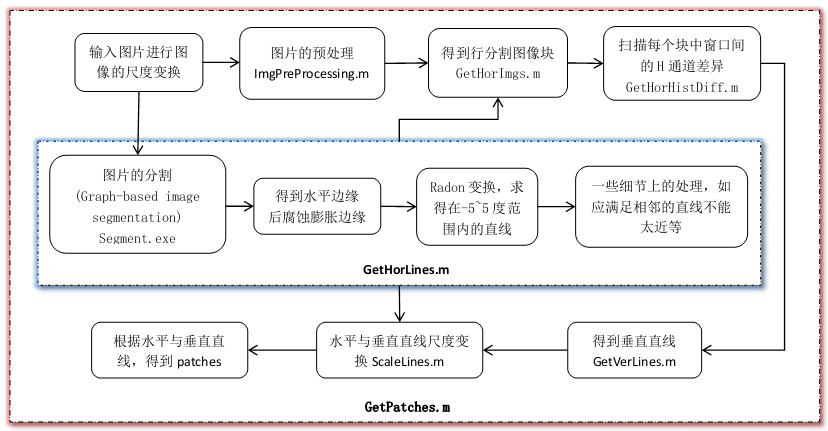 输入图片进行图
像的尺度变换
图片的预处理
ImgPreProcessing.m
得到行分割图像块
GetHorImgs.m
扫描每个块中窗口间
的 H 通道差异
GetHorHistDiff.m
图片的分割
(Graph-based image
segmentation)
Segment.exe
得到水平边缘
后腐蚀膨胀边缘
Radon 变换，求
得在-5~5 度范
围内的直线
一些细节上的处理，如
应满足相邻的直线不能
太近等
GetHorLines.m
根据水平与垂直直
线，得到 patches
水平与垂直直线尺度变
换 ScaleLines.m
得到垂直直线
GetVerLines.m
GetPatches.m